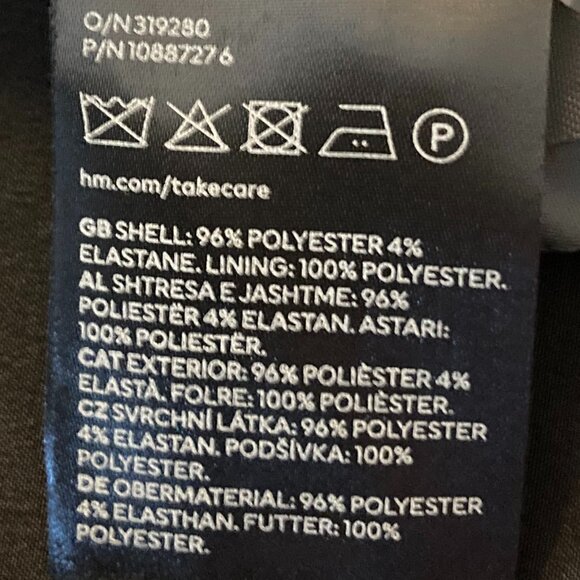 O/N 319280
P/N 10887276
P
hm.com/takecare
GB SHELL: 96% POLYESTER 4%
ELASTANE. LINING: 100% POLYESTER.
AL SHTRESA E JASHTME: 96%
POLIESTËR 4% ELASTAN. ASTARI:
100% POLIESTËR.
CAT EXTERIOR: 96% POLIÈSTER 4%
ELASTÀ. FOLRE: 100% POLIÈSTER.
CZ SVRCHNÍ LÁTKA: 96% POLYESTER
4% ELASTAN. PODŠÍVKA: 100%
POLYESTER.
DE OBERMATERIAL: 96% POLYESTER
4% ELASTHAN. FUTTER: 100%
POLYESTER.